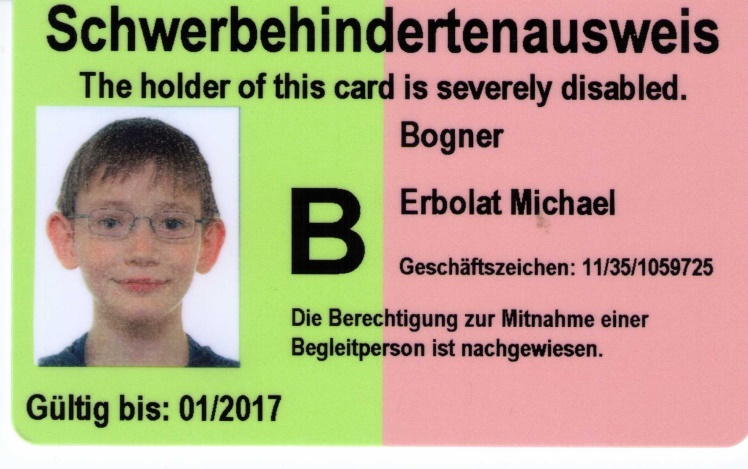 Schwerbehindertenausweis
The holder of this card is severely disabled.
Bogner
B
Erbolat Michael
Geschäftszeichen: 11/35/1059725
Die Berechtigung zur Mitnahme einer
Begleitperson ist nachgewiesen.
Gültig bis: 01/2017